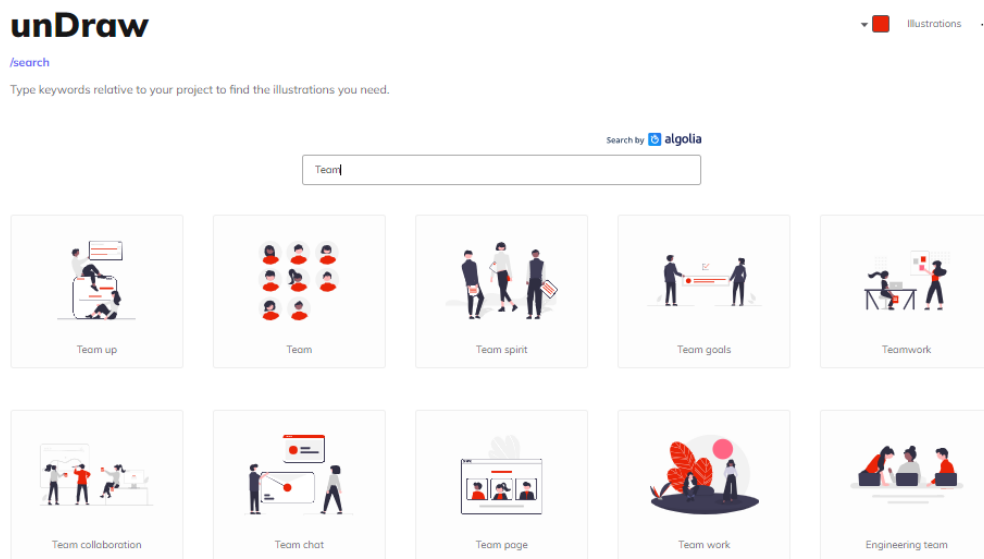 unDraw
Illustrations
/search
Type keywords relative to your project to find the illustrations you need.
Search by algolia
Team
Team up
Team
Team spirit
Team goals
Teamwork
Team collaboration
Team chat
Team page
Team work
Engineering team